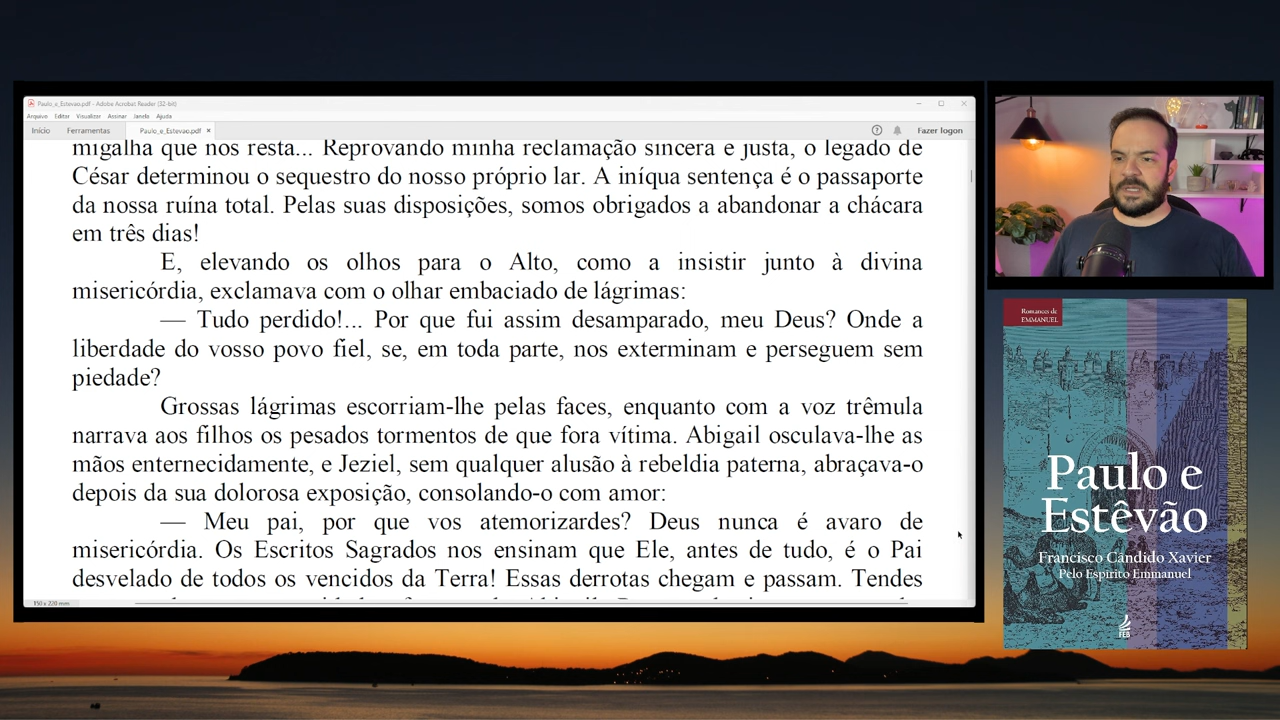 Paulo_e_Estevao.pdf - Adobe Acrobat Reader (32-bit)
Arquivo Editar Visualizar Assinar Janela Ajuda
Início Ferramentas Paulo_e_Estevao.pdf × Fazer logon
migalha que nos resta... Reprovando minha reclamação sincera e justa, o legado de
César determinou o sequestro do nosso próprio lar. A iníqua sentença é o passaporte
da nossa ruína total. Pelas suas disposições, somos obrigados a abandonar a chácara
em três dias!
E, elevando os olhos para o Alto, como a insistir junto à divina
misericórdia, exclamava com o olhar embaciado de lágrimas:
— Tudo perdido!... Por que fui assim desamparado, meu Deus? Onde a
liberdade do vosso povo fiel, se, em toda parte, nos exterminam e perseguem sem
piedade?
Grossas lágrimas escorriam-lhe pelas faces, enquanto com a voz trêmula
narrava aos filhos os pesados tormentos de que fora vítima. Abigail osculava-lhe as
mãos enternecidamente, e Jeziel, sem qualquer alusão à rebeldia paterna, abraçava-o
depois da sua dolorosa exposição, consolando-o com amor:
— Meu pai, por que vos atemorizardes? Deus nunca é avaro de
misericórdia. Os Escritos Sagrados nos ensinam que Ele, antes de tudo, é o Pai
desvelado de todos os vencidos da Terra! Essas derrotas chegam e passam. Tendes
150 x 220 mm
Romances de
EMMANUEL
Paulo e
Estêvão
Francisco Cândido Xavier
Pelo Espírito Emmanuel
FEB